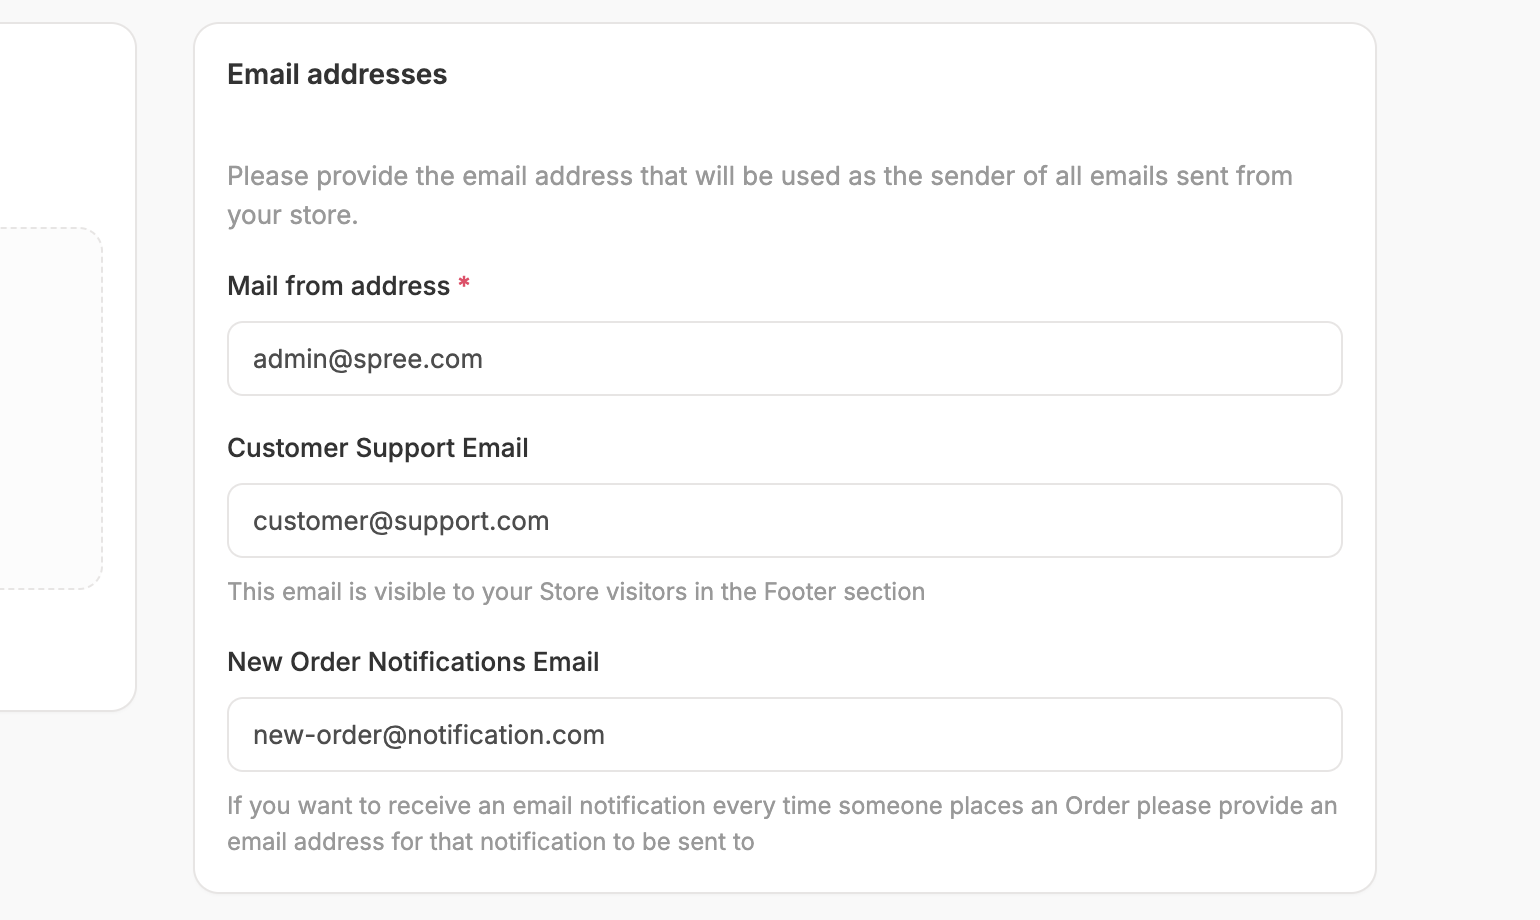 Email addresses
Please provide the email address that will be used as the sender of all emails sent from
your store.
Mail from address *
admin@spree.com
Customer Support Email
customer@support.com
This email is visible to your Store visitors in the Footer section
New Order Notifications Email
new-order@notification.com
If you want to receive an email notification every time someone places an Order please provide an
email address for that notification to be sent to